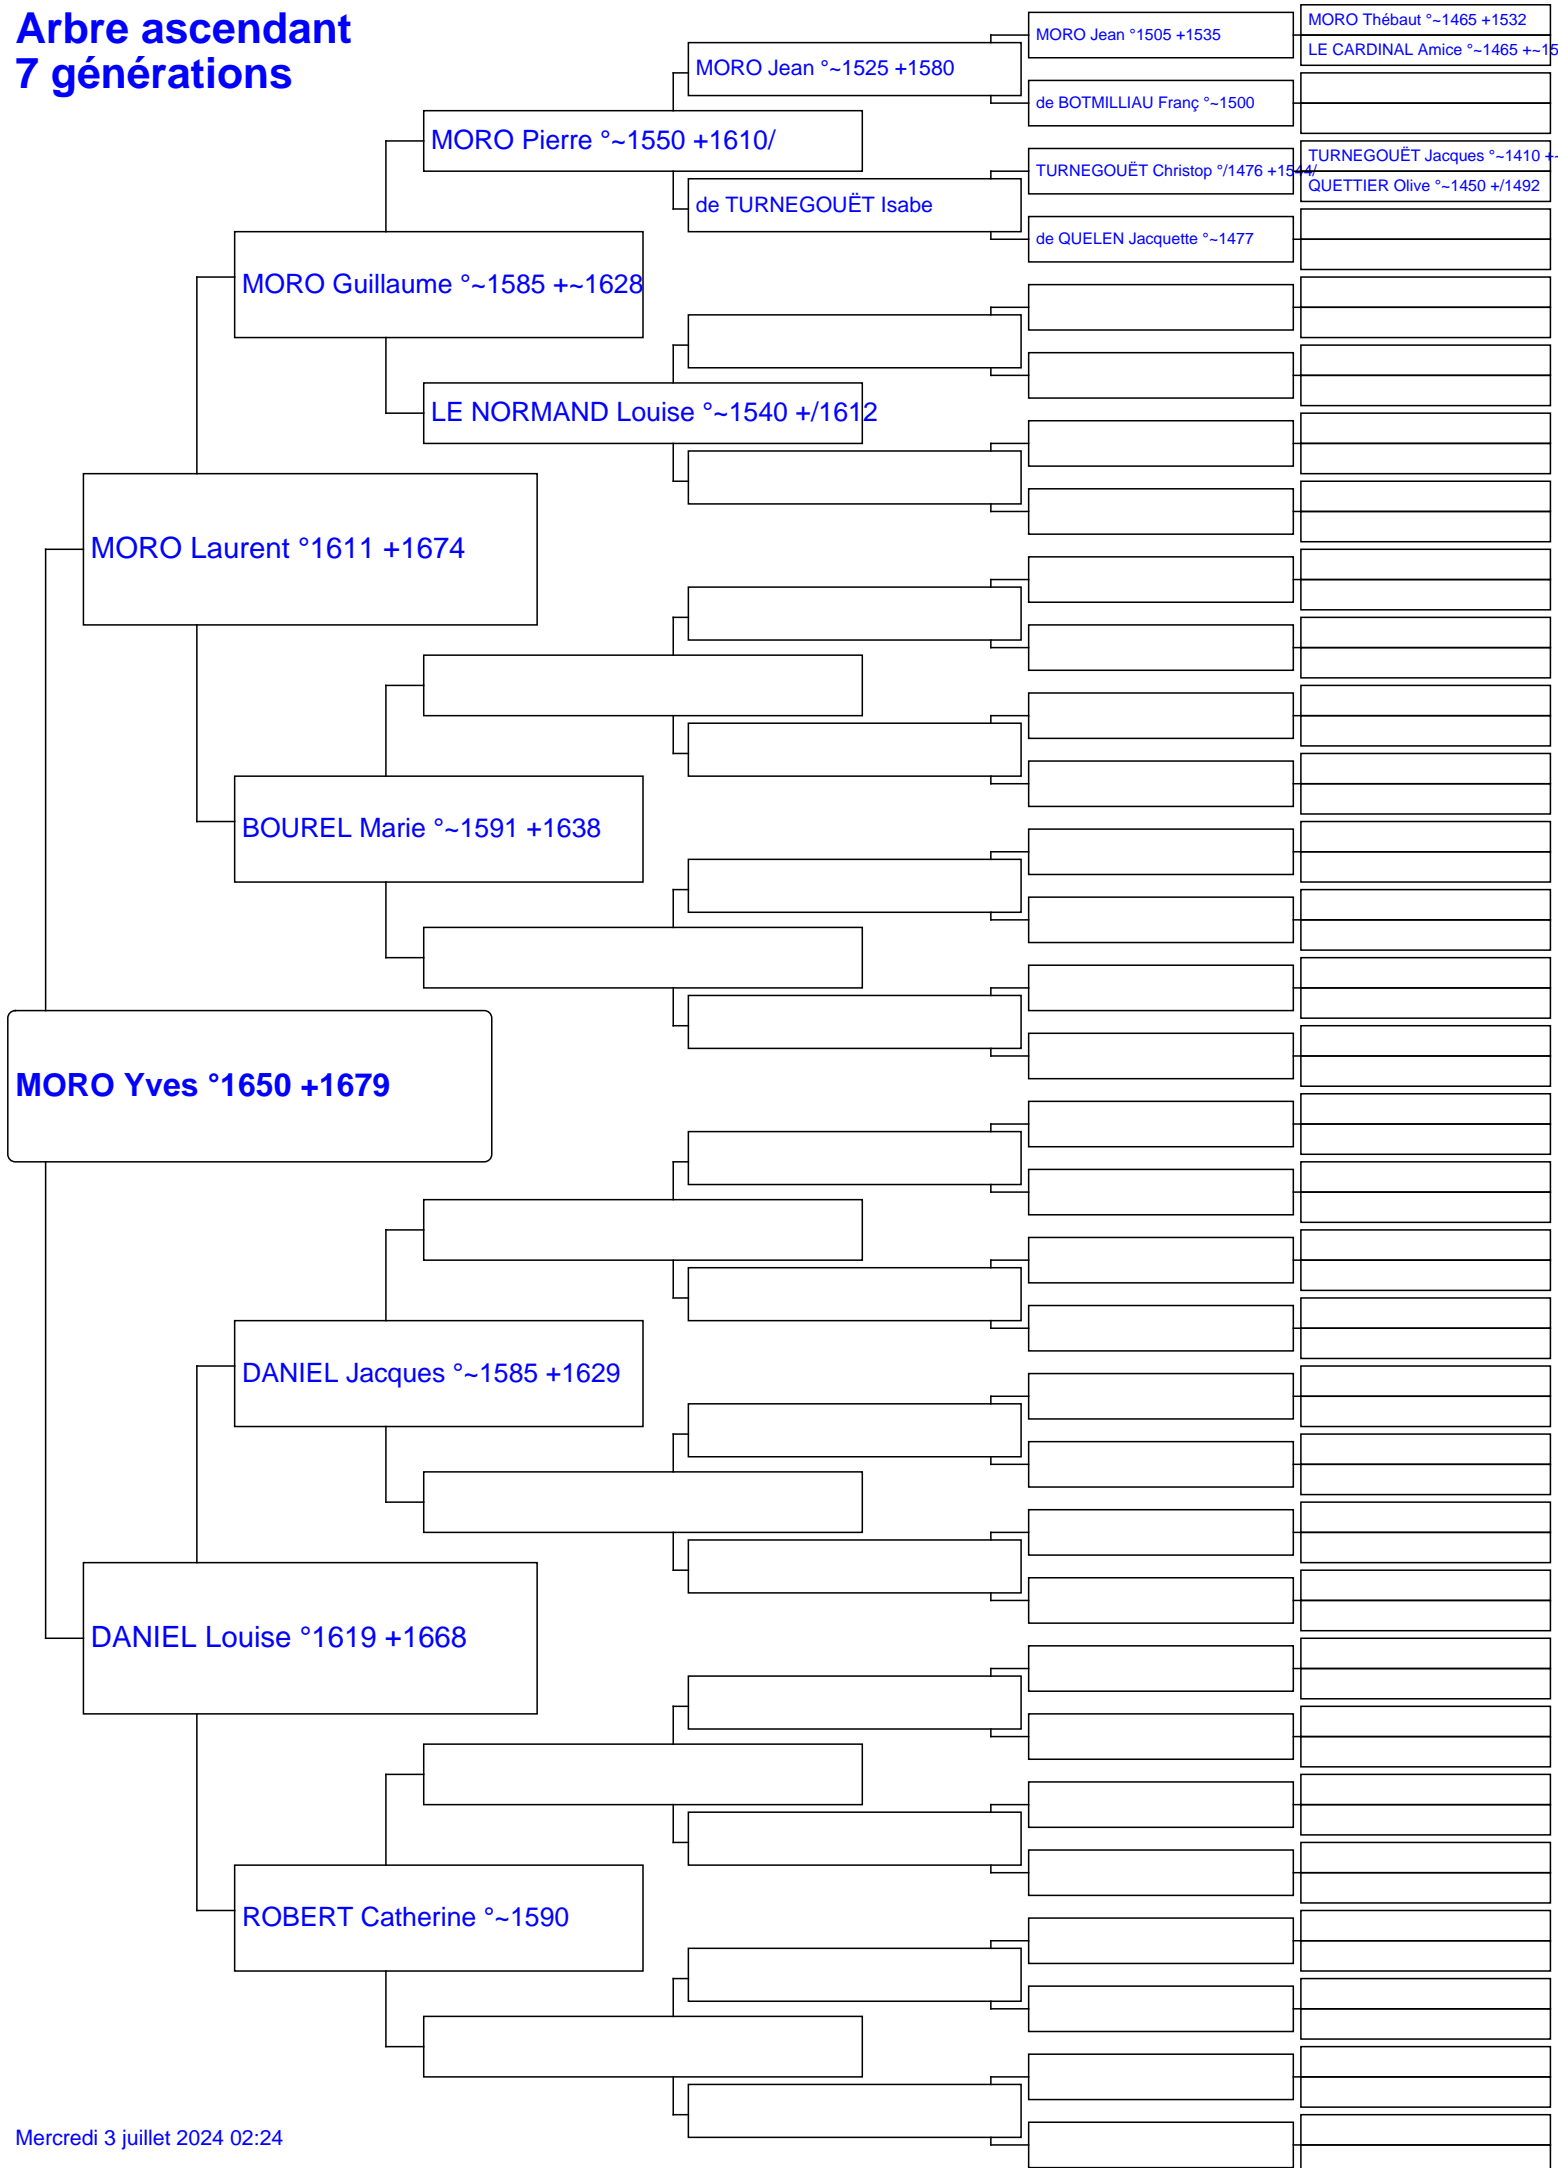 Arbre ascendant
7 générations
MORO Thébaut °~1465 +1532
MORO Jean °1505 +1535
LE CARDINAL Amice °~1465 +~15
MORO Jean °~1525 +1580
de BOTMILLIAU Franç °~1500
MORO Pierre °~1550 +1610/
TURNEGOUËT Jacques °~1410 +~
TURNEGOUËT Christop °/1476 +1544/
QUETTIER Olive °~1450 +/1492
de TURNEGOUËT Isabe
de QUELEN Jacquette °~1477
MORO Guillaume °~1585 +~1628
LE NORMAND Louise °~1540 +/1612
MORO Laurent °1611 +1674
BOUREL Marie °~1591 +1638
MORO Yves °1650 +1679
DANIEL Jacques °~1585 +1629
DANIEL Louise °1619 +1668
ROBERT Catherine °~1590
Mercredi 3 juillet 2024 02:24